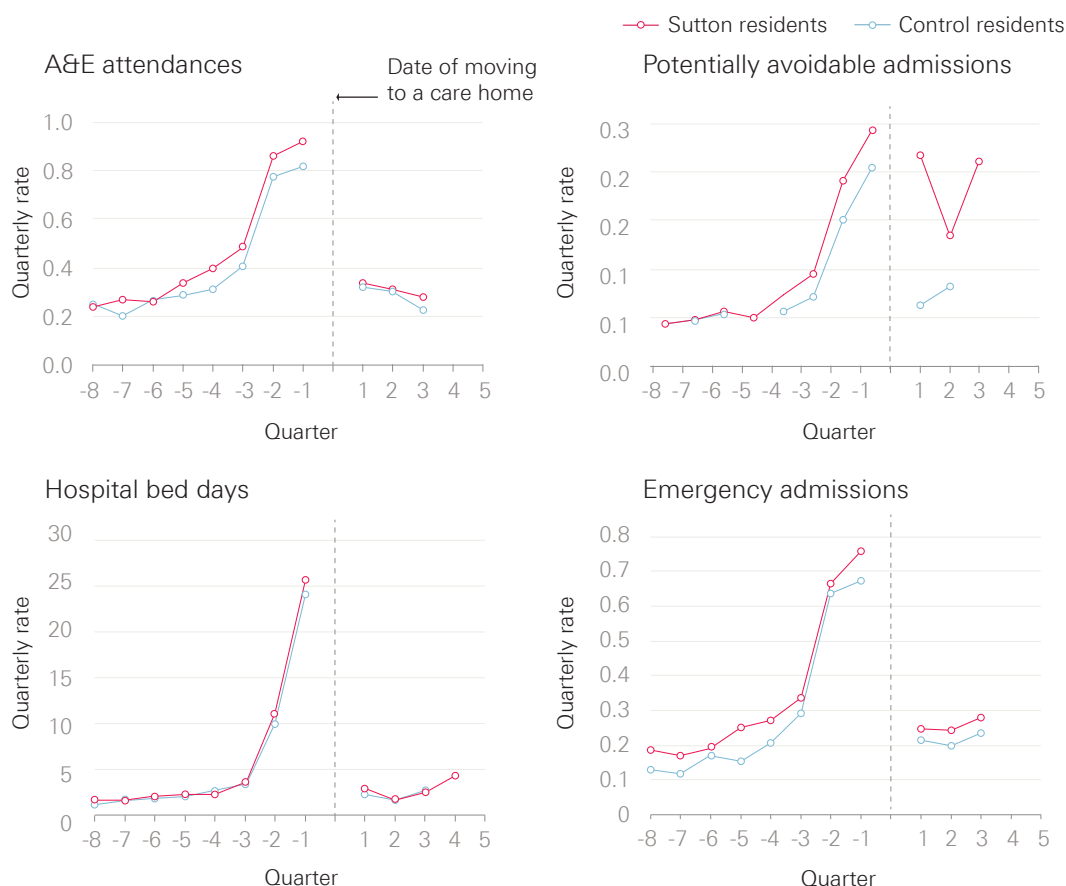 Sutton residents Control residents
A&E attendances
Date of moving
to a care home
Quarterly rate
1.0
0.8
0.6
0.4
0.2
0.0
-8 -7 -6 -5 -4 -3 -2 -1 1 2 3 4 5
Quarter
Potentially avoidable admissions
Quarterly rate
0.3
0.2
0.2
0.1
0.1
0.0
-8 -7 -6 -5 -4 -3 -2 -1 1 2 3 4 5
Quarter
Hospital bed days
Quarterly rate
30
25
20
15
10
5
0
-8 -7 -6 -5 -4 -3 -2 -1 1 2 3 4 5
Quarter
Emergency admissions
Quarterly rate
0.8
0.7
0.6
0.5
0.4
0.3
0.2
0.1
0
-8 -7 -6 -5 -4 -3 -2 -1 1 2 3 4 5
Quarter